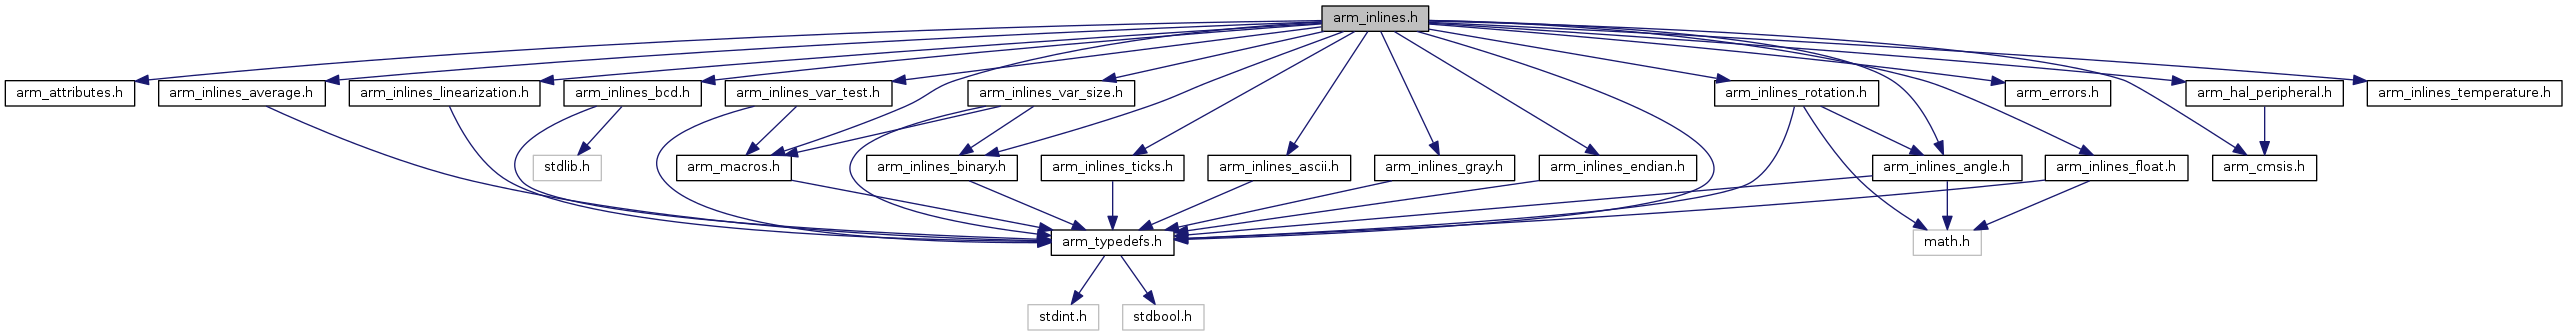 arm_inlines.h
arm_attributes.h
arm_inlines_average.h
arm_inlines_linearization.h
arm_inlines_bcd.h
arm_inlines_var_test.h
arm_inlines_var_size.h
arm_inlines_rotation.h
arm_errors.h
arm_hal_peripheral.h
arm_inlines_temperature.h
stdlib.h
arm_macros.h
arm_inlines_binary.h
arm_inlines_ticks.h
arm_inlines_ascii.h
arm_inlines_gray.h
arm_inlines_endian.h
arm_inlines_angle.h
arm_inlines_float.h
arm_cmsis.h
arm_typedefs.h
math.h
stdint.h
stdbool.h